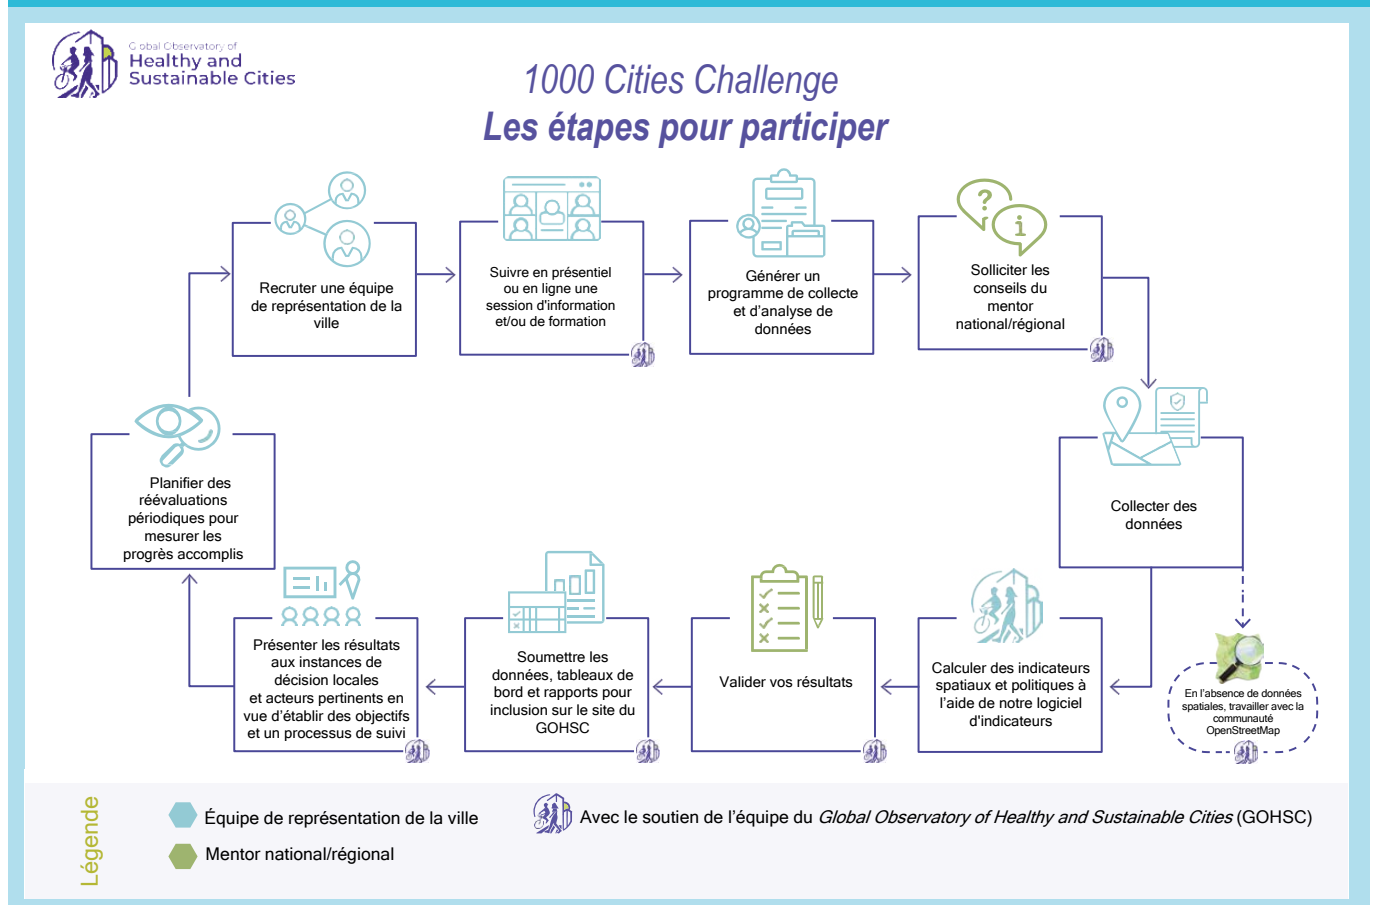 Global Observatory of
Healthy and
Sustainable Cities
1000 Cities Challenge
Les étapes pour participer
Recruter une équipe
de représentation de la
ville
Suivre en présentiel
ou en ligne une
session d'information
et/ou de formation
Générer un
programme de collecte
et d'analyse de
données
?
i
Solliciter les
conseils du
mentor
national/régional
Collecter des
données
En l'absence de données
spatiales, travailler avec la
communauté
OpenStreetMap
Calculer des indicateurs
spatiaux et politiques à
l'aide de notre logiciel
d'indicateurs
Valider vos résultats
Soumettre les
données, tableaux de
bord et rapports pour
inclusion sur le site du
GOHSC
Présenter les résultats
aux instances de
décision locales
et acteurs pertinents en
vue d'établir des objectifs
et un processus de suivi
Planifier des
réévaluations
périodiques pour
mesurer les
progrès accomplis
Légende
Équipe de représentation de la ville
Mentor national/régional
Avec le soutien de l'équipe du Global Observatory of Healthy and Sustainable Cities (GOHSC)